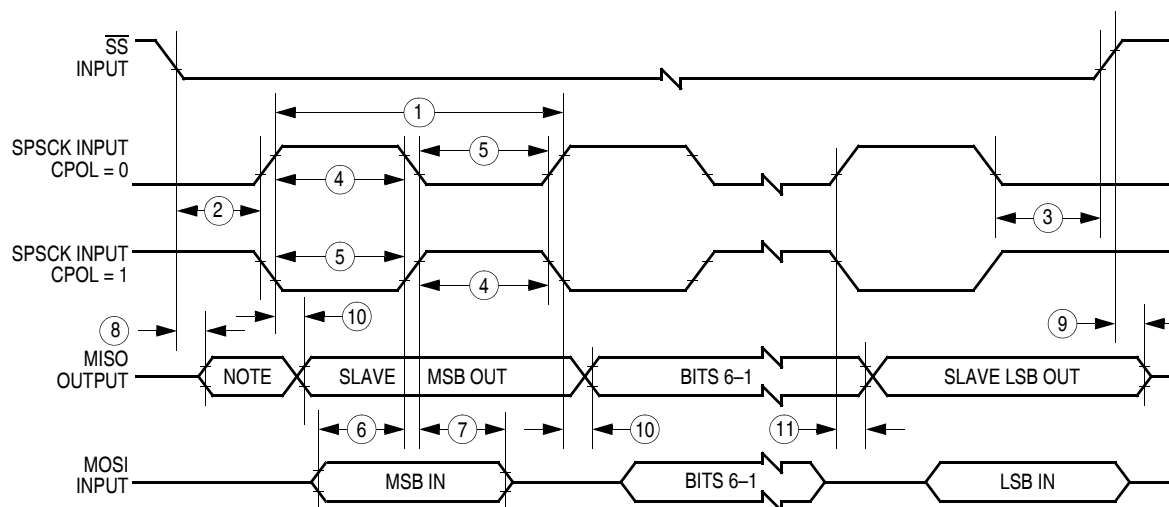 SS
INPUT
1
SPSCK INPUT
CPOL = 0
5
4
2
3
SPSCK INPUT
CPOL = 1
5
4
8
10
9
MISO
OUTPUT
NOTE
SLAVE
MSB OUT
BITS 6–1
SLAVE LSB OUT
6
7
10
11
MOSI
INPUT
MSB IN
BITS 6–1
LSB IN